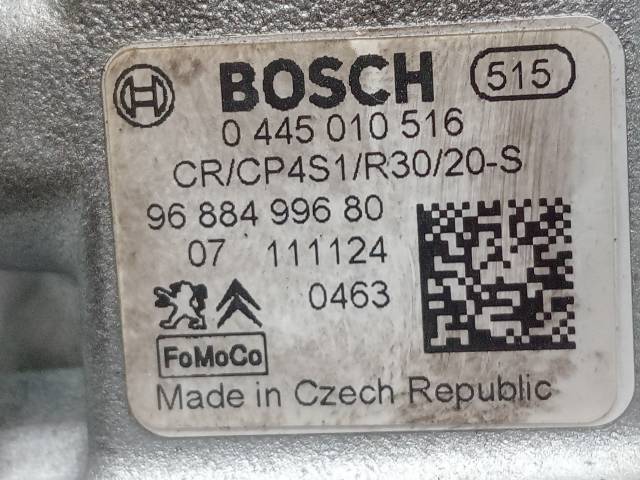 BOSCH 515
0 445 010 516
CR/CP4S1/R30/20-S
96 884 996 80
07 111124
0463
FoMoCo
Made in Czech Republic